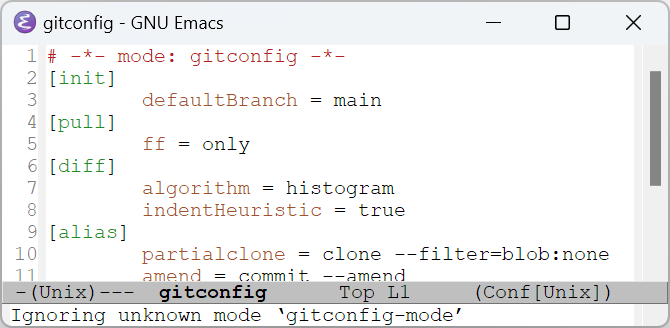 gitconfig - GNU Emacs
1 # -*- mode: gitconfig -*-
2 [init]
3         defaultBranch = main
4 [pull]
5         ff = only
6 [diff]
7         algorithm = histogram
8         indentHeuristic = true
9 [alias]
10         partialclone = clone --filter=blob:none
11         amend = commit --amend
-(Unix)---  gitconfig      Top L1     (Conf[Unix])
Ignoring unknown mode ‘gitconfig-mode’